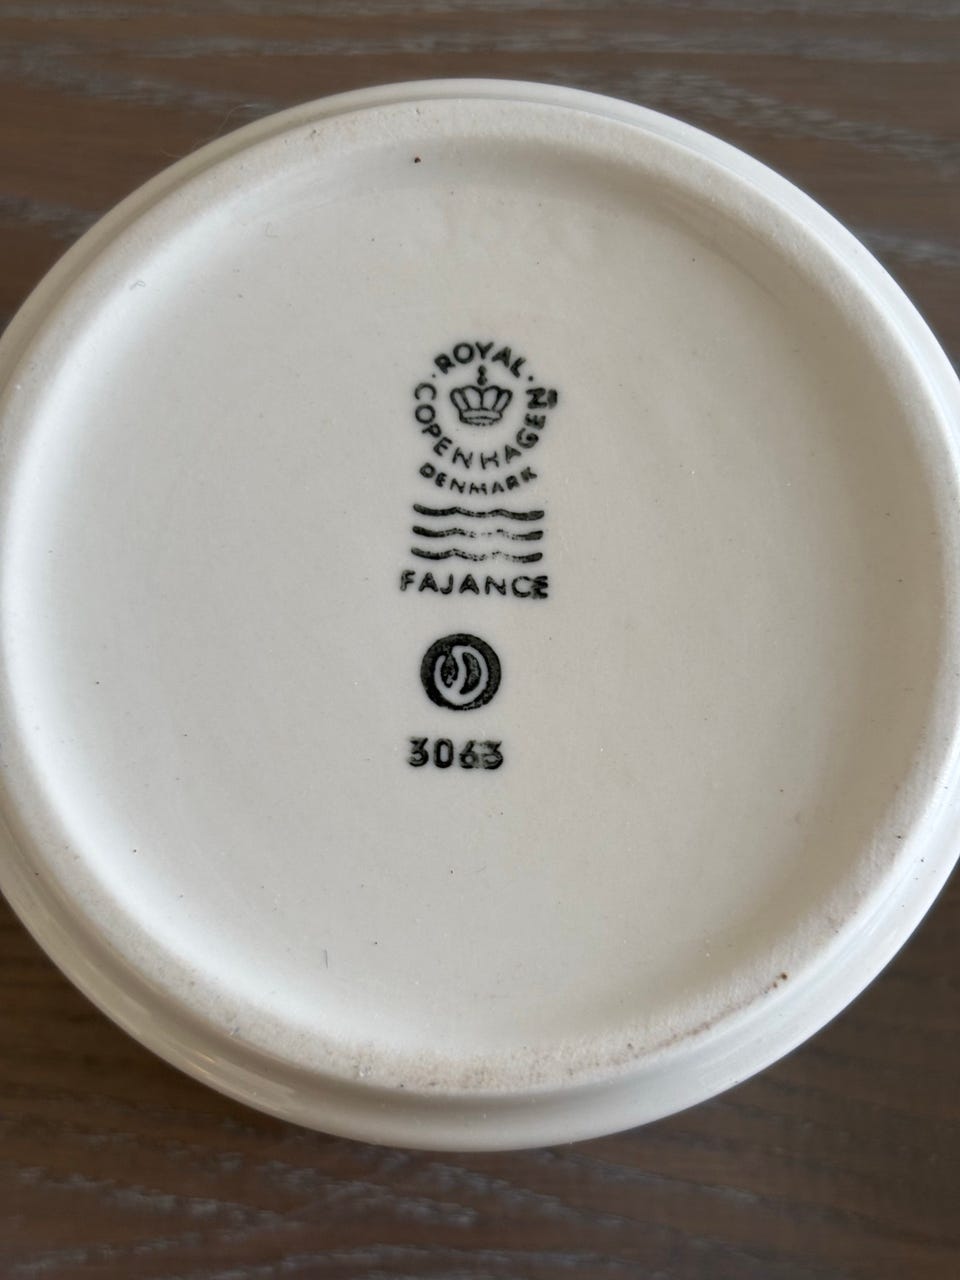 ROYAL
COPENHAGEN
DENMARK
FAJANCE
3063